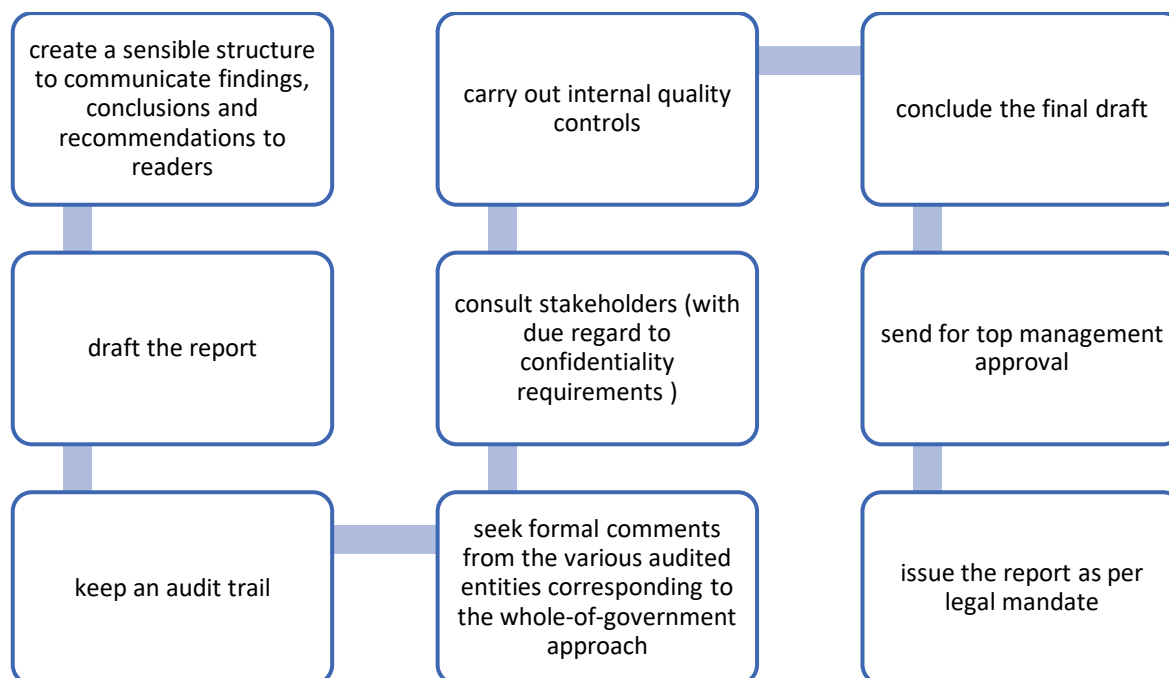 create a sensible structure
to communicate findings,
conclusions and
recommendations to
readers
draft the report
keep an audit trail
seek formal comments
from the various audited
entities corresponding to
the whole-of-government
approach
consult stakeholders (with
due regard to
confidentiality
requirements )
carry out internal quality
controls
conclude the final draft
send for top management
approval
issue the report as per
legal mandate